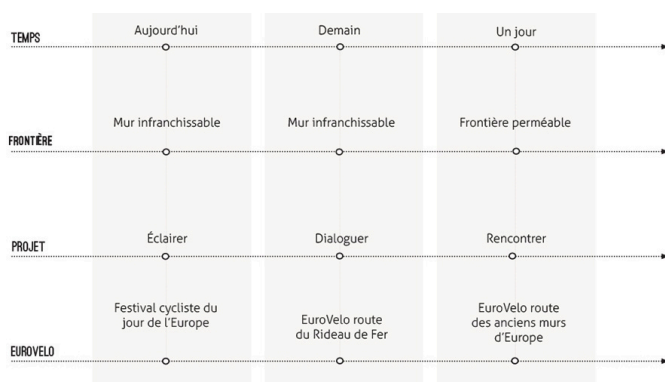 TEMPS
Aujourd'hui
Demain
Un jour
FRONTIÈRE
Mur infranchissable
Mur infranchissable
Frontière perméable
PROJET
Éclairer
Dialoguer
Rencontrer
EUROVELO
Festival cycliste du
jour de l'Europe
EuroVelo route
du Rideau de Fer
EuroVelo route
des anciens murs
d'Europe